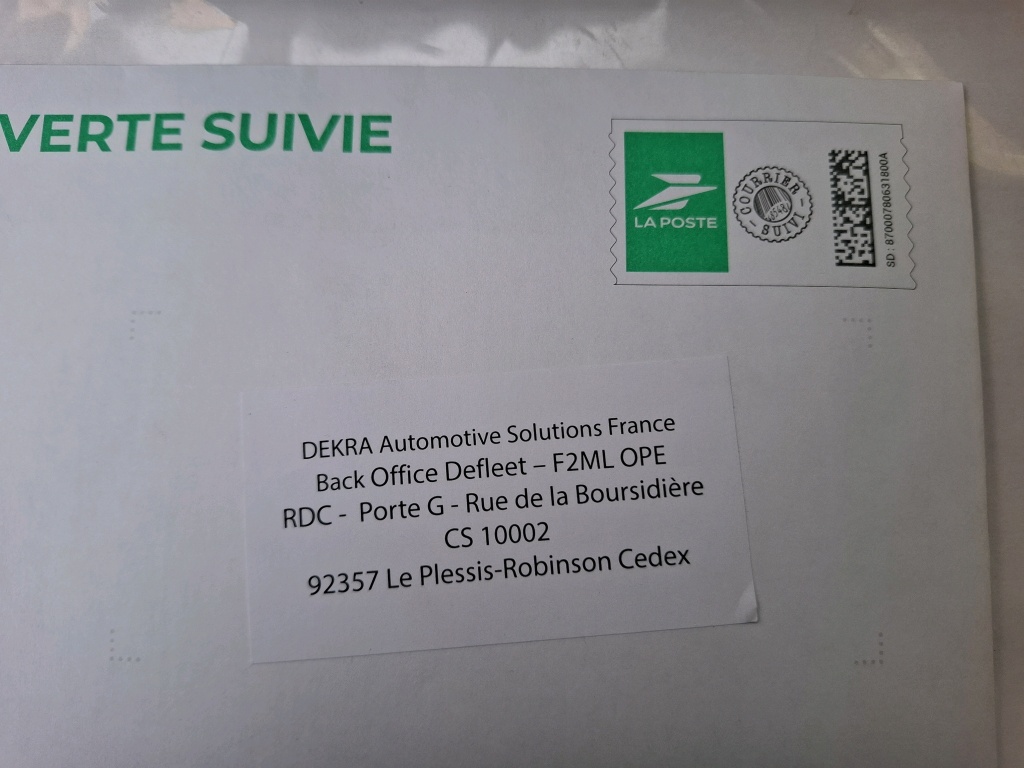 VERTE SUIVIE
LA POSTE
COURRIER
SUIVI
SD : 87000780631800A
DEKRA Automotive Solutions France
Back Office Defleet – F2ML OPE
RDC - Porte G - Rue de la Boursidière
CS 10002
92357 Le Plessis-Robinson Cedex